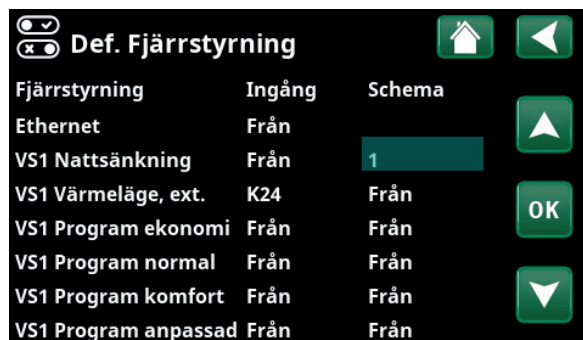 Def. Fjärrstyrning
Fjärrstyrning Ingång Schema
Ethernet Från
VS1 Nattsänkning Från 1
VS1 Värmeläge, ext. K24 Från
OK
VS1 Program ekonomi Från Från
VS1 Program normal Från Från
VS1 Program komfort Från Från
VS1 Program anpassad Från Från